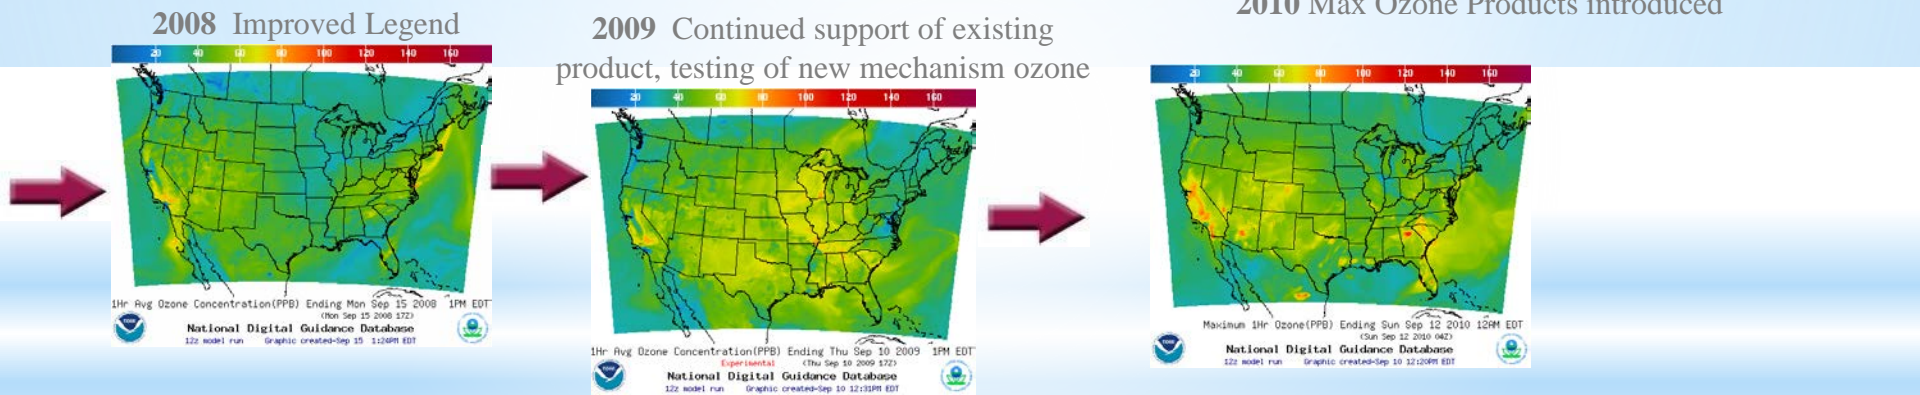 2008 Improved Legend
20 40 60 80 100 120 140 160
1Hr Avg Ozone Concentration(PPB) Ending Mon Sep 15 2008 1PM EDT
(Mon Sep 15 2008 17Z)
National Digital Guidance Database
12z model run Graphic created-Sep 15 1:24PM EDT
2009 Continued support of existing
product, testing of new mechanism ozone
20 40 60 80 100 120 140 160
1Hr Avg Ozone Concentration(PPB) Ending Thu Sep 10 2009 1PM EDT
Experimental (Thu Sep 10 2009 17Z)
National Digital Guidance Database
12z model run Graphic created-Sep 10 12:31PM EDT
2010 Max Ozone Products introduced
20 40 60 80 100 120 140 160
Maximum 1Hr Ozone(PPB) Ending Sun Sep 12 2010 12AM EDT
(Sun Sep 12 2010 04Z)
National Digital Guidance Database
12z model run Graphic created-Sep 10 12:20PM EDT